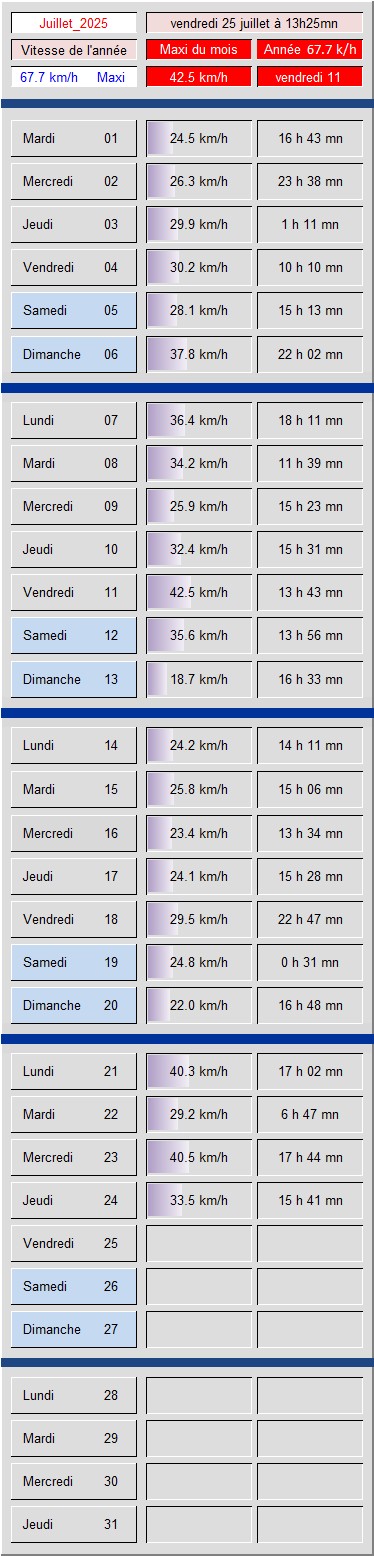 Juillet_2025 vendredi 25 juillet à 13h25mn
Vitesse de l'année Maxi du mois Année 67.7 k/h
67.7 km/h Maxi 42.5 km/h vendredi 11
Mardi 01 24.5 km/h 16 h 43 mn
Mercredi 02 26.3 km/h 23 h 38 mn
Jeudi 03 29.9 km/h 1 h 11 mn
Vendredi 04 30.2 km/h 10 h 10 mn
Samedi 05 28.1 km/h 15 h 13 mn
Dimanche 06 37.8 km/h 22 h 02 mn
Lundi 07 36.4 km/h 18 h 11 mn
Mardi 08 34.2 km/h 11 h 39 mn
Mercredi 09 25.9 km/h 15 h 23 mn
Jeudi 10 32.4 km/h 15 h 31 mn
Vendredi 11 42.5 km/h 13 h 43 mn
Samedi 12 35.6 km/h 13 h 56 mn
Dimanche 13 18.7 km/h 16 h 33 mn
Lundi 14 24.2 km/h 14 h 11 mn
Mardi 15 25.8 km/h 15 h 06 mn
Mercredi 16 23.4 km/h 13 h 34 mn
Jeudi 17 24.1 km/h 15 h 28 mn
Vendredi 18 29.5 km/h 22 h 47 mn
Samedi 19 24.8 km/h 0 h 31 mn
Dimanche 20 22.0 km/h 16 h 48 mn
Lundi 21 40.3 km/h 17 h 02 mn
Mardi 22 29.2 km/h 6 h 47 mn
Mercredi 23 40.5 km/h 17 h 44 mn
Jeudi 24 33.5 km/h 15 h 41 mn
Vendredi 25
Samedi 26
Dimanche 27
Lundi 28
Mardi 29
Mercredi 30
Jeudi 31